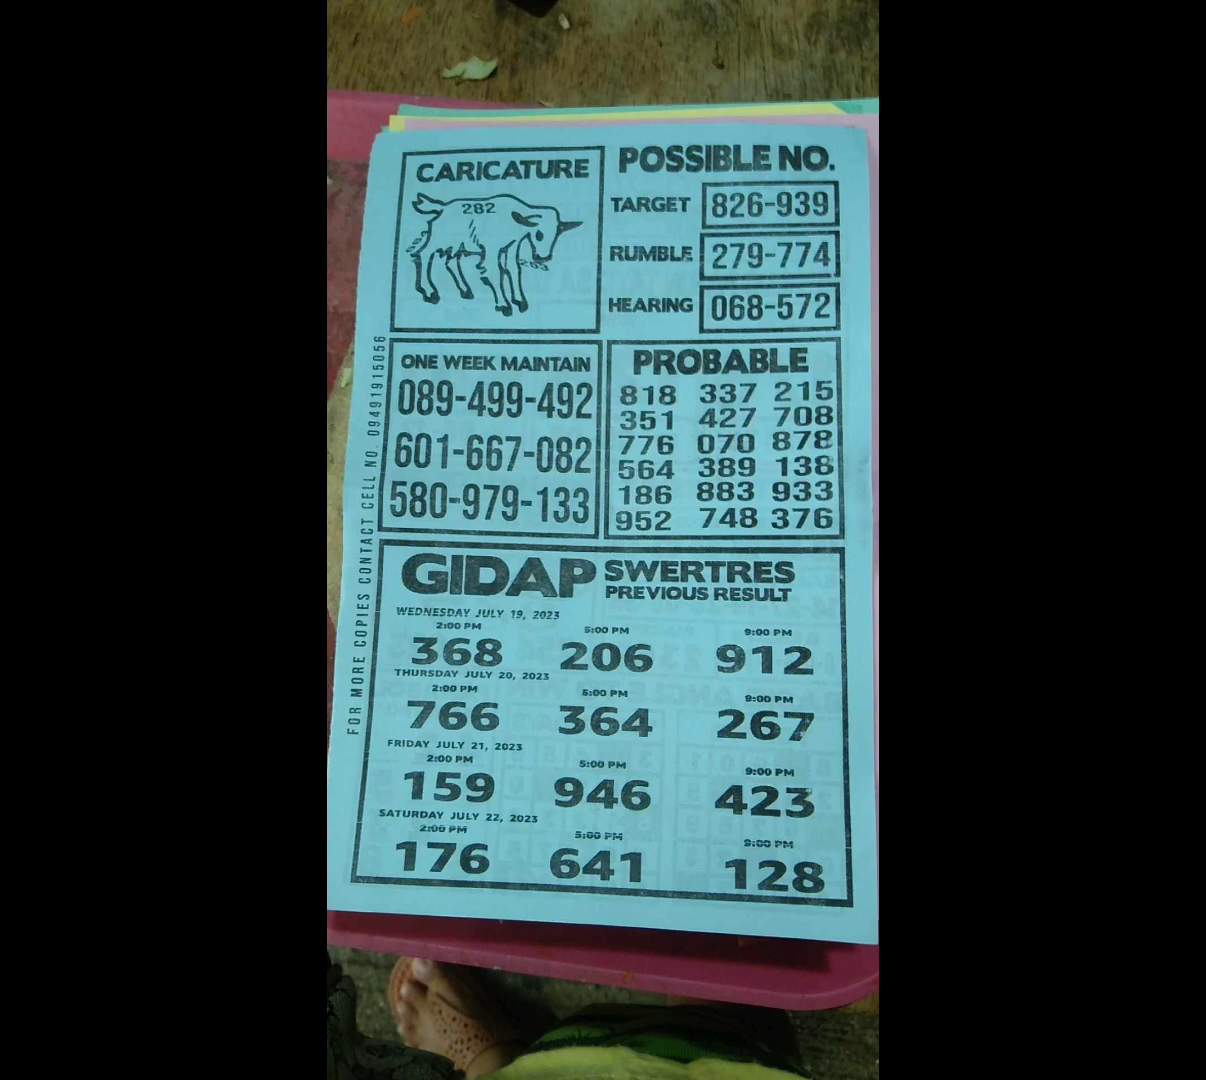 CARICATURE
282
POSSIBLE NO.
TARGET 826-939
RUMBLE 279-774
HEARING 068-572
ONE WEEK MAINTAIN
089-499-492
601-667-082
580-979-133
PROBABLE
818 337 215
351 427 708
776 070 878
564 389 138
186 883 933
952 748 376
GIDAP SWERTRES
PREVIOUS RESULT
WEDNESDAY JULY 19, 2023
2:00 PM 5:00 PM 9:00 PM
368 206 912
THURSDAY JULY 20, 2023
2:00 PM 5:00 PM 9:00 PM
766 364 267
FRIDAY JULY 21, 2023
2:00 PM 5:00 PM 9:00 PM
159 946 423
SATURDAY JULY 22, 2023
2:00 PM 5:00 PM 9:00 PM
176 641 128
FOR MORE COPIES CONTACT CELL NO. 09491915056